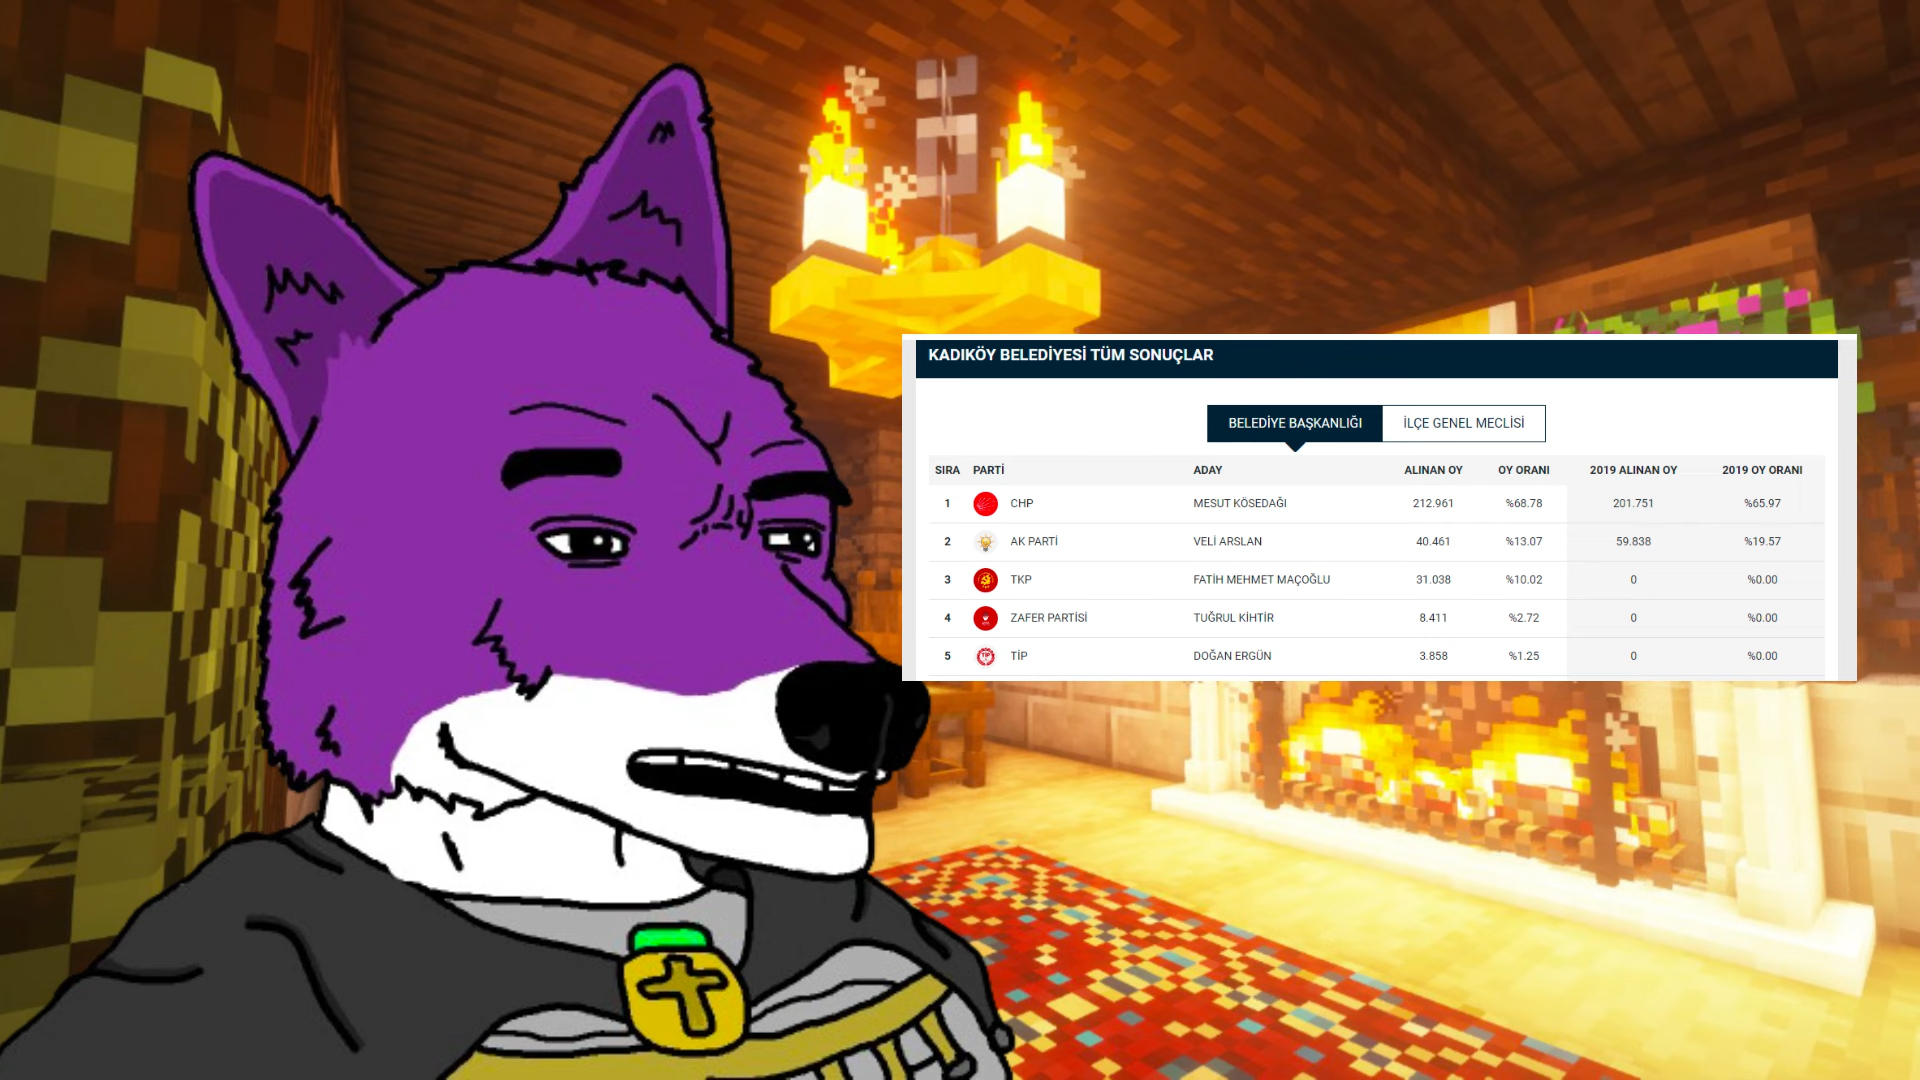 KADIKÖY BELEDİYESİ TÜM SONUÇLAR
BELEDİYE BAŞKANLIĞI İLÇE GENEL MECLİSİ
SIRA PARTİ ADAY ALINAN OY OY ORANI 2019 ALINAN OY 2019 OY ORANI
1 CHP MESUT KÖSEDAĞI 212.961 %68.78 201.751 %65.97
2 AK PARTİ VELİ ARSLAN 40.461 %13.07 59.838 %19.57
3 TKP FATİH MEHMET MAÇOĞLU 31.038 %10.02 0 %0.00
4 ZAFER PARTİSİ TUĞRUL KİHTİR 8.411 %2.72 0 %0.00
5 TİP DOĞAN ERGÜN 3.858 %1.25 0 %0.00